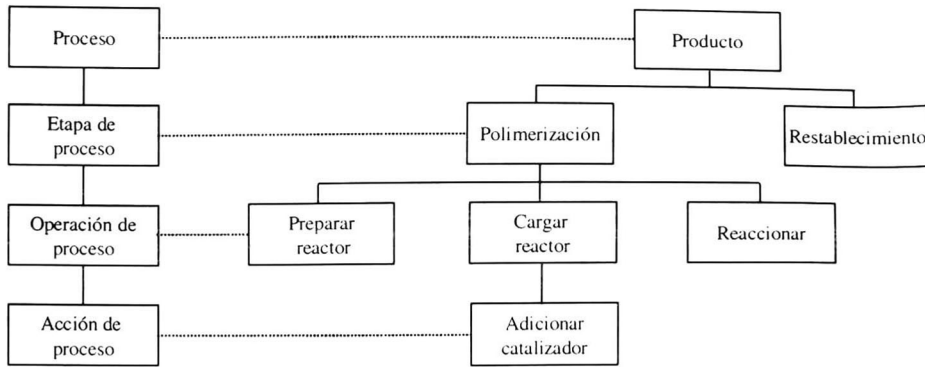 Proceso
Producto
Etapa de
proceso
Polimerización
Restablecimiento
Operación de
proceso
Preparar
reactor
Cargar
reactor
Reaccionar
Acción de
proceso
Adicionar
catalizador